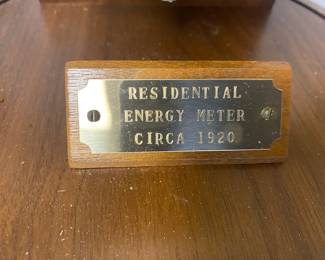 RESIDENTIAL
ENERGY METER
CIRCA 1920